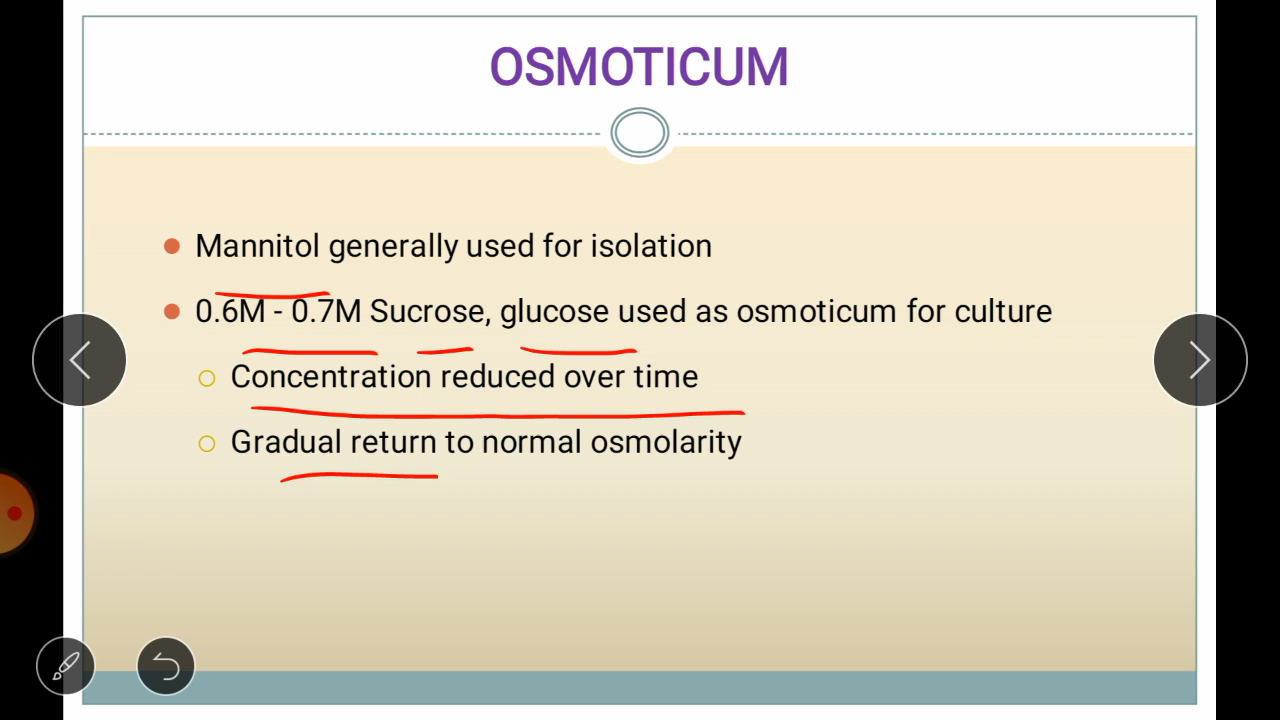 OSMOTICUM
Mannitol generally used for isolation
0.6M - 0.7M Sucrose, glucose used as osmoticum for culture
Concentration reduced over time
Gradual return to normal osmolarity